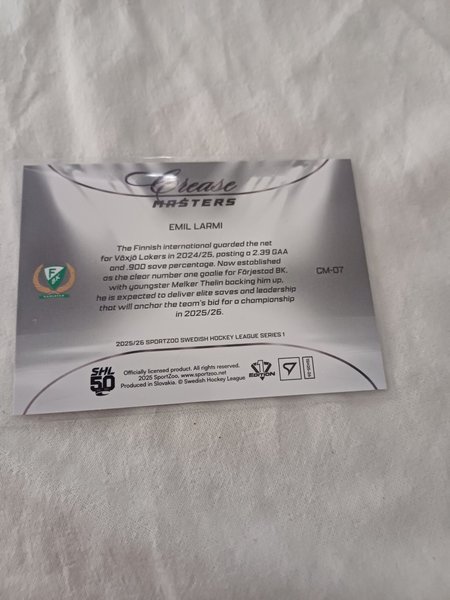 Crease
MASTERS
EMIL LARMI
The Finnish international guarded the net
for Växjö Lakers in 2024/25, posting a 2.39 GAA
and .900 save percentage. Now established
as the clear number one goalie for Färjestad BK,
with youngster Melker Thelin backing him up,
he is expected to deliver elite saves and leadership
that will anchor the team's bid for a championship
in 2025/26.
CM-07
2025/26 SPORTZOO SWEDISH HOCKEY LEAGUE SERIES 1
SHL
50
Officially licensed product. All rights reserved.
2025 SportZoo, www.sportzoo.net
Produced in Slovakia. © Swedish Hockey League
EDITION